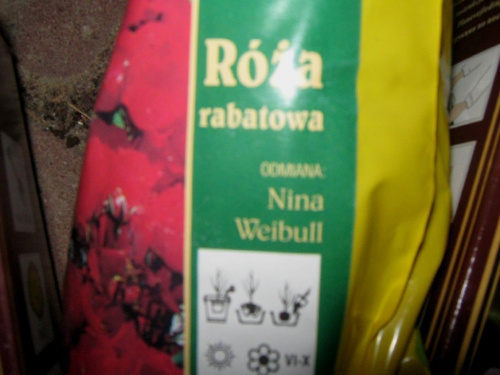 Róża
rabatowa
ODMIANA:
Nina
Weibull
VI-X